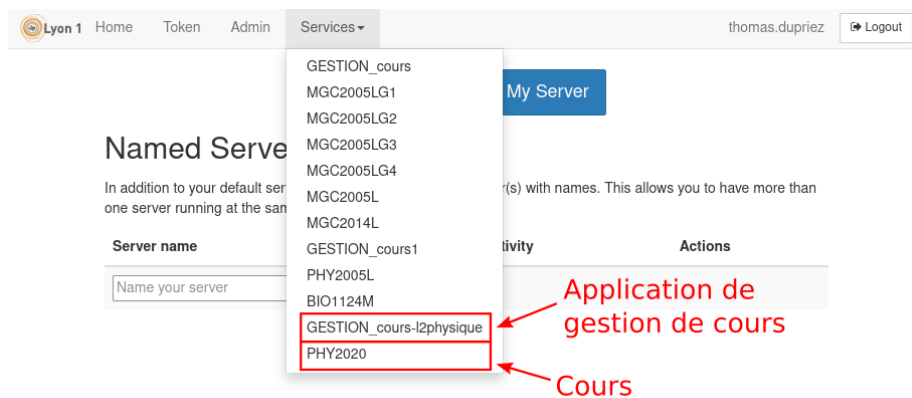 Lyon 1 Home Token Admin Services thomas.dupriez Logout
GESTION_cours
MGC2005LG1
My Server
MGC2005LG2
Named Serve
MGC2005LG3
MGC2005LG4
In addition to your default ser
MGC2005L
r(s) with names. This allows you to have more than
one server running at the sam
MGC2014L
Server name
GESTION_cours1
tivity
Actions
PHY2005L
Name your server
BIO1124M
GESTION_cours-l2physique
PHY2020
Application de
gestion de cours
Cours